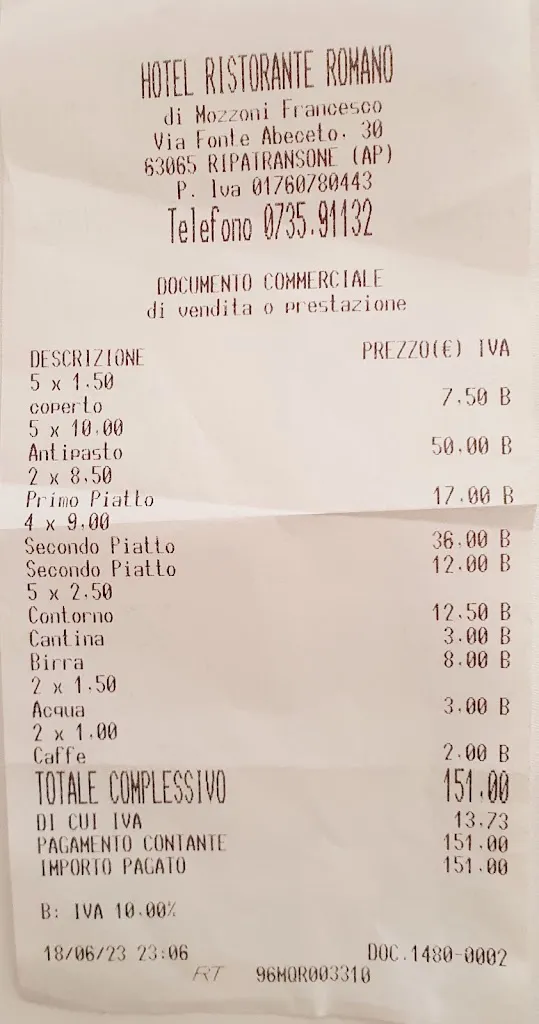 HOTEL RISTORANTE ROMANO
di Mozzoni Francesco
Via Fonte Abeceto. 30
63065 RIPATRANSONE (AP)
P. Iva 01760780443
Telefono 0735.91132
DOCUMENTO COMMERCIALE
di vendita o prestazione
DESCRIZIONE PREZZO(€) IVA
5 x 1.50
coperto 7.50 B
5 x 10.00
Antipasto 50.00 B
2 x 8.50
Primo Piatto 17.00 B
4 x 9.00
Secondo Piatto 36.00 B
Secondo Piatto 12.00 B
5 x 2.50
Contorno 12.50 B
Cantina 3.00 B
Birra 8.00 B
2 x 1.50
Acqua 3.00 B
2 x 1.00
Caffe 2.00 B
TOTALE COMPLESSIVO 151.00
DI CUI IVA 13.73
PAGAMENTO CONTANTE 151.00
IMPORTO PAGATO 151.00
B: IVA 10.00%
18/06/23 23:06 DOC.1480-0002
RT 96MQR003310